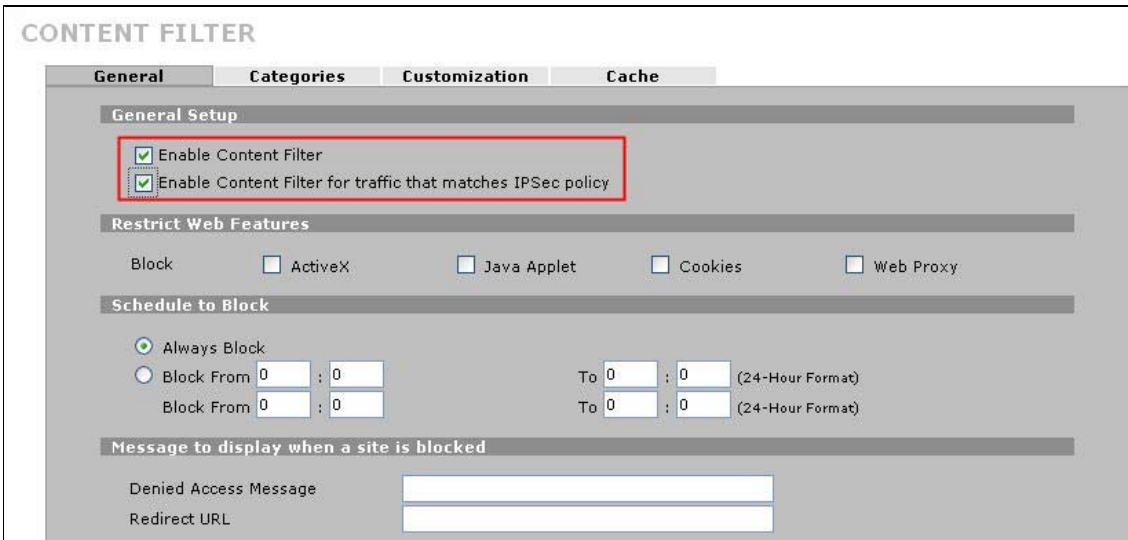 CONTENT FILTER
General Categories Customization Cache
General Setup
Enable Content Filter
Enable Content Filter for traffic that matches IPSec policy
Restrict Web Features
Block ActiveX Java Applet Cookies Web Proxy
Schedule to Block
Always Block
Block From 0 : 0 To 0 : 0 (24-Hour Format)
Block From 0 : 0 To 0 : 0 (24-Hour Format)
Message to display when a site is blocked
Denied Access Message
Redirect URL